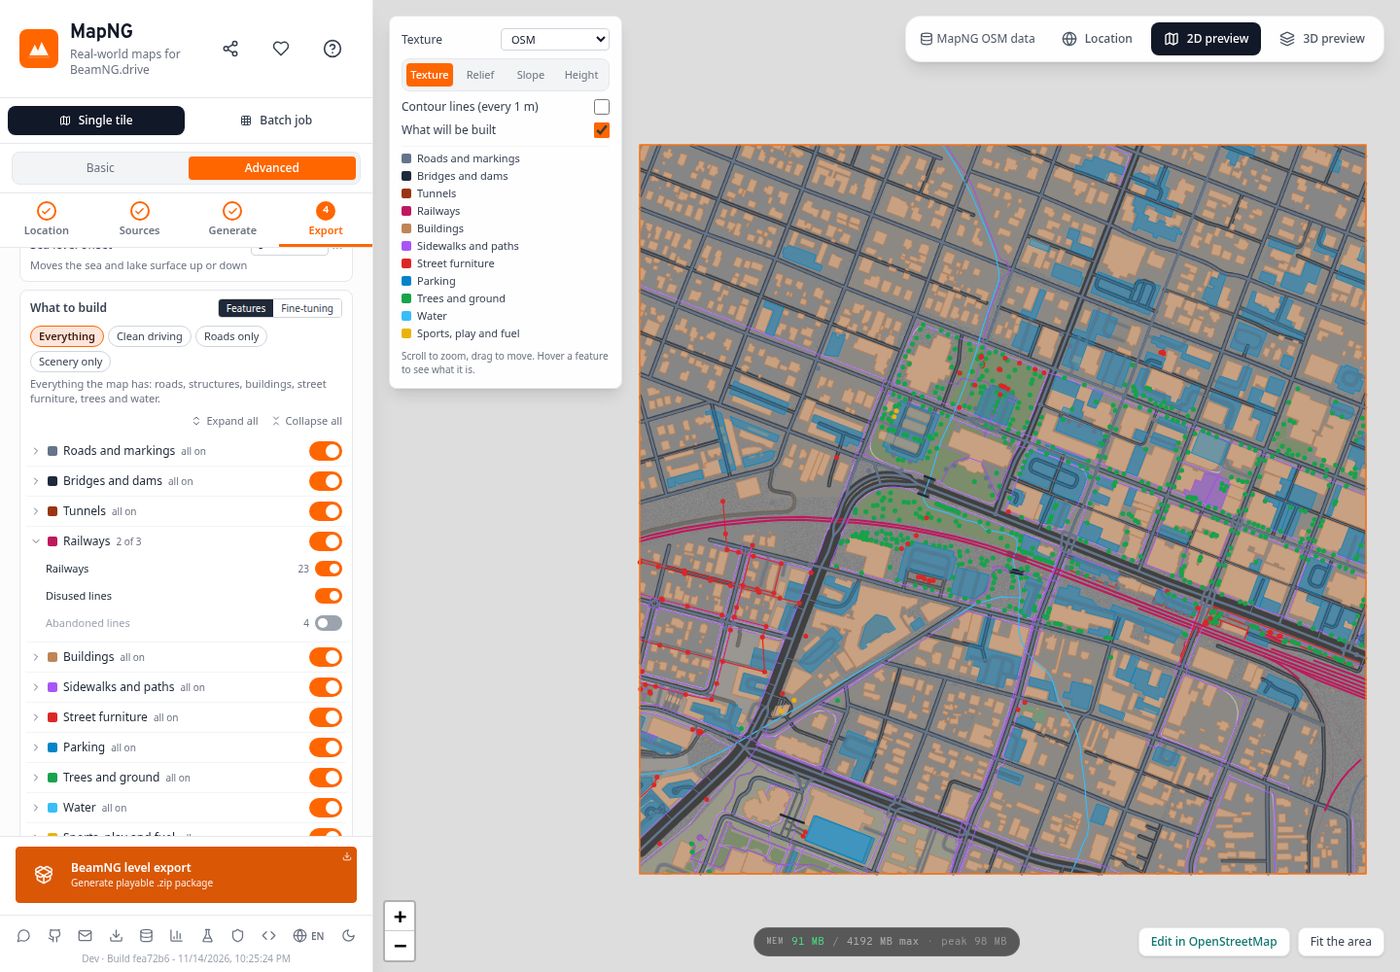 MapNG
Real-world maps for
BeamNG.drive
Single tile
Batch job
Basic
Advanced
Location
Sources
Generate
4
Export
Moves the sea and lake surface up or down
What to build
Features
Fine-tuning
Everything
Clean driving
Roads only
Scenery only
Everything the map has: roads, structures, buildings, street
furniture, trees and water.
Expand all
Collapse all
Roads and markings all on
Bridges and dams all on
Tunnels all on
Railways 2 of 3
Railways 23
Disused lines
Abandoned lines 4
Buildings all on
Sidewalks and paths all on
Street furniture all on
Parking all on
Trees and ground all on
Water all on
BeamNG level export
Generate playable .zip package
EN
Dev · Build fea72b6 - 11/14/2026, 10:25:24 PM
Texture OSM
Texture
Relief
Slope
Height
Contour lines (every 1 m)
What will be built
Roads and markings
Bridges and dams
Tunnels
Railways
Buildings
Sidewalks and paths
Street furniture
Parking
Trees and ground
Water
Sports, play and fuel
Scroll to zoom, drag to move. Hover a feature
to see what it is.
MapNG OSM data
Location
2D preview
3D preview
+
−
MEM 91 MB / 4192 MB max · peak 98 MB
Edit in OpenStreetMap
Fit the area